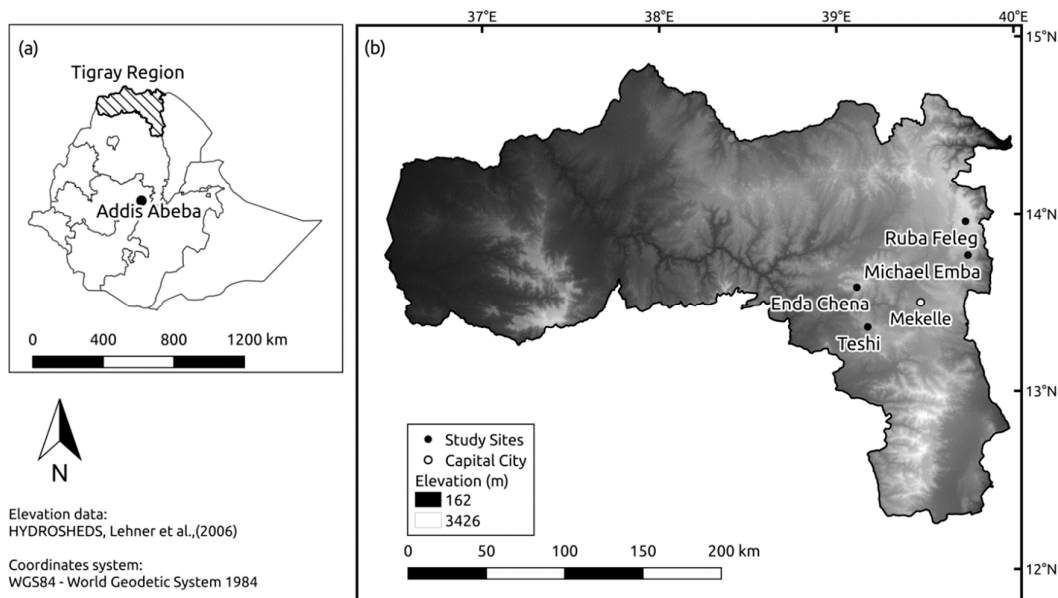 (a)
Tigray Region
Addis Abeba
0 400 800 1200 km
N
Elevation data:
HYDROSHEDS, Lehner et al.,(2006)
Coordinates system:
WGS84 - World Geodetic System 1984
37°E 38°E 39°E 40°E
(b)
15°N
14°N
13°N
12°N
Ruba Feleg
Michael Emba
Enda Chena
Mekelle
Teshi
Study Sites
Capital City
Elevation (m)
162
3426
0 50 100 150 200 km